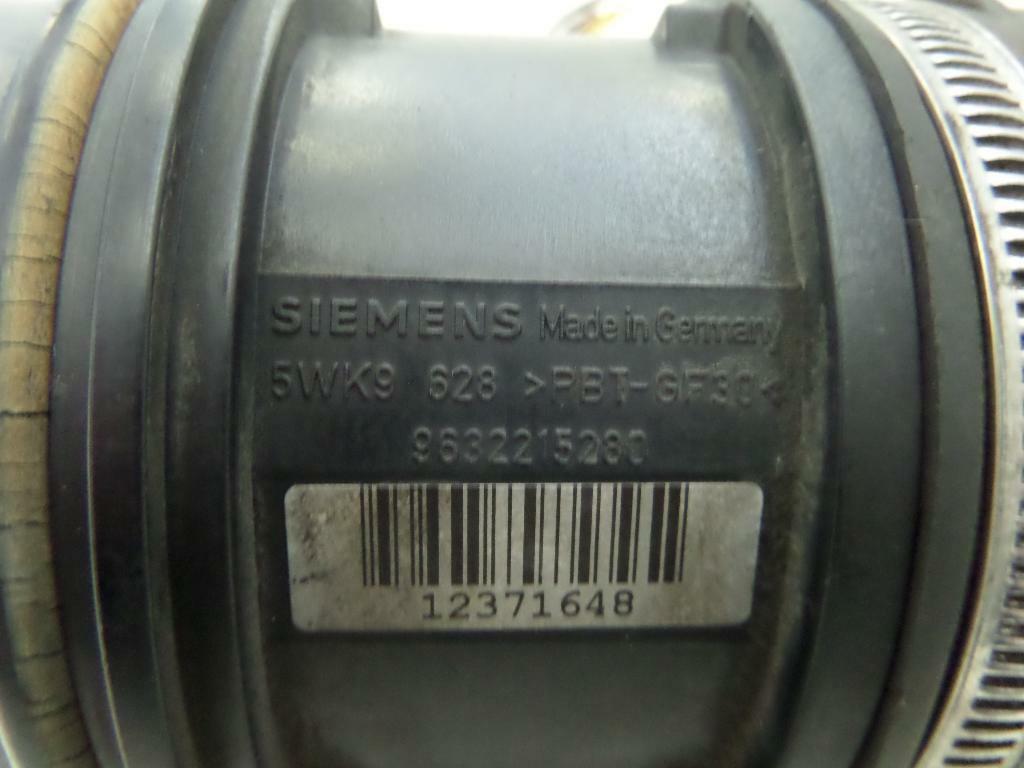 SIEMENS Made in Germany
5WK9 628 >PBT-GF30<
9632215280
12371648